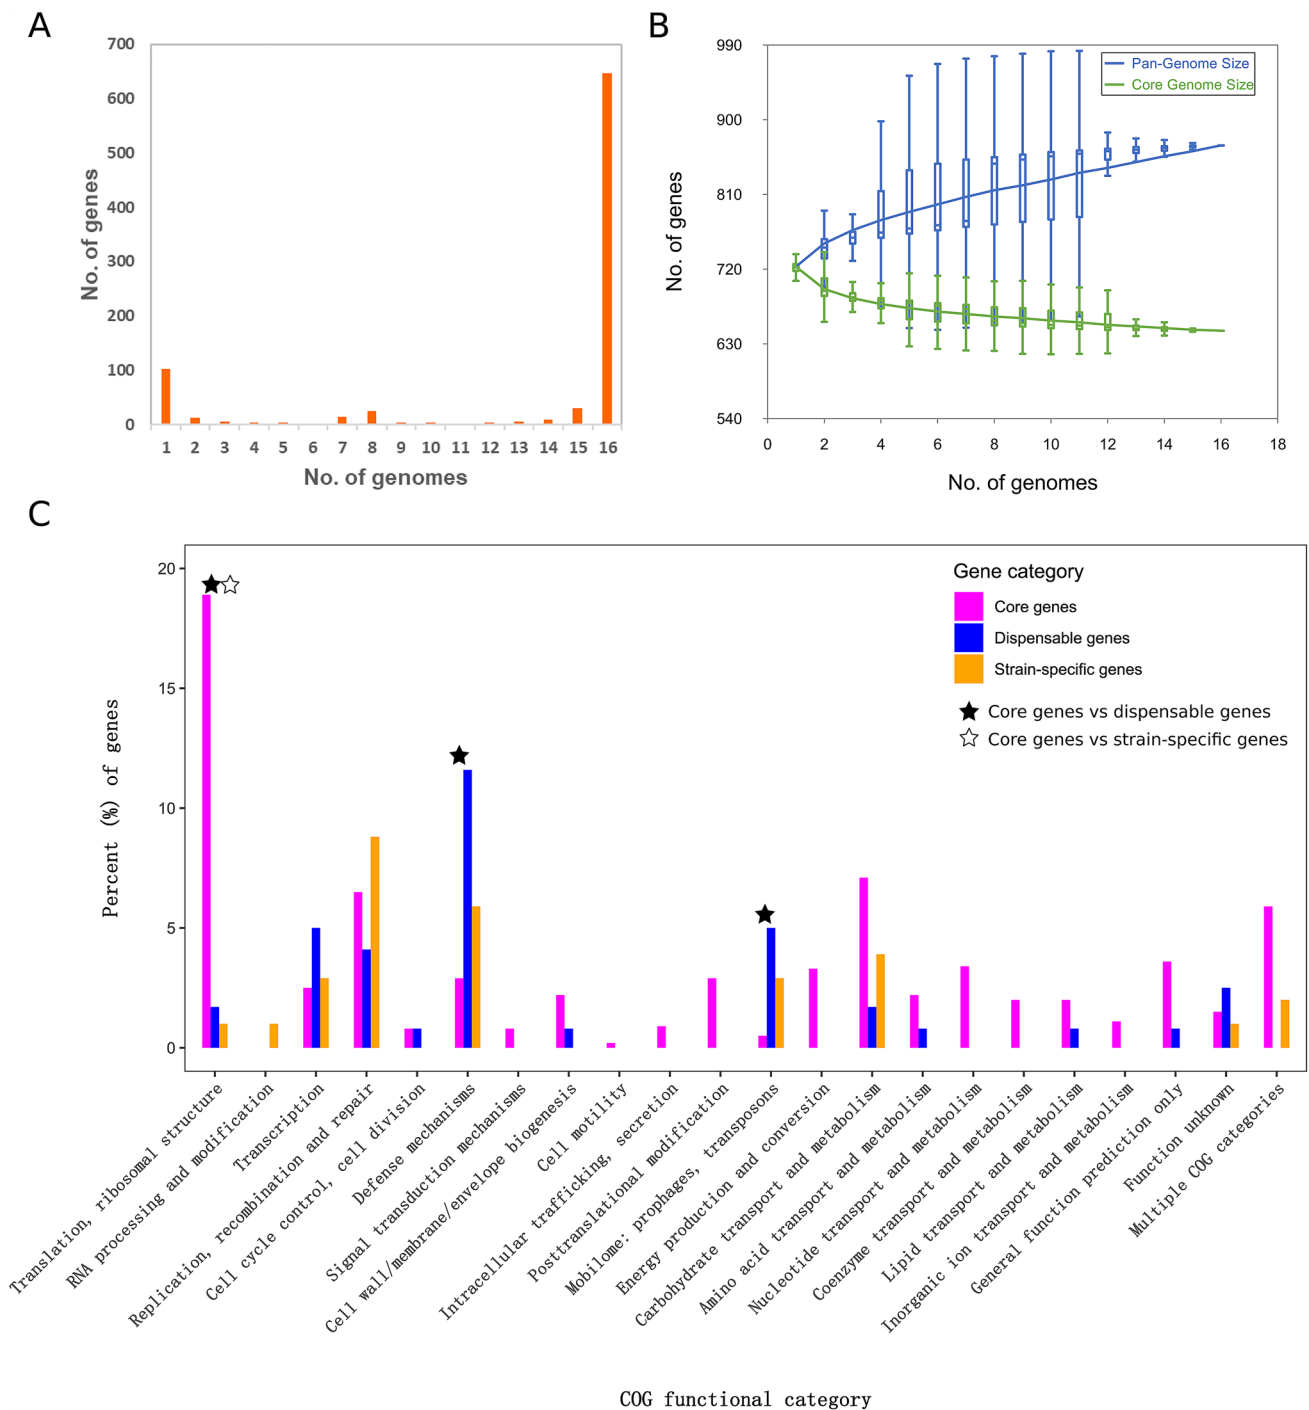 A
700
600
500
400
300
200
100
0
No. of genes
1 2 3 4 5 6 7 8 9 10 11 12 13 14 15 16
No. of genomes
B
990
900
810
720
630
540
No. of genes
Pan-Genome Size
Core Genome Size
0 2 4 6 8 10 12 14 16 18
No. of genomes
C
20
15
10
5
0
Percent (%) of genes
Gene category
Core genes
Dispensable genes
Strain-specific genes
Core genes vs dispensable genes
Core genes vs strain-specific genes
Translation, ribosomal structure
RNA processing and modification
Transcription
Replication, recombination and repair
Cell cycle control, cell division
Defense mechanisms
Signal transduction mechanisms
Cell wall/membrane/envelope biogenesis
Cell motility
Intracellular trafficking, secretion
Posttranslational modification
Mobilome: prophages, transposons
Energy production and conversion
Carbohydrate transport and metabolism
Amino acid transport and metabolism
Nucleotide transport and metabolism
Coenzyme transport and metabolism
Lipid transport and metabolism
Inorganic ion transport and metabolism
General function prediction only
Function unknown
Multiple COG categories
COG functional category